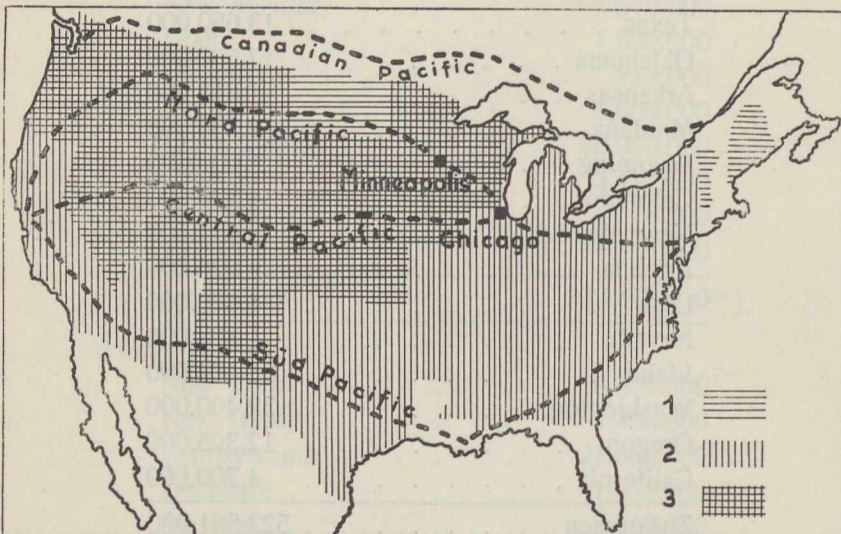 Canadian Pacific
Nord Pacific
Minneapolis
Central Pacific
Chicago
Süd Pacific
1
2
3